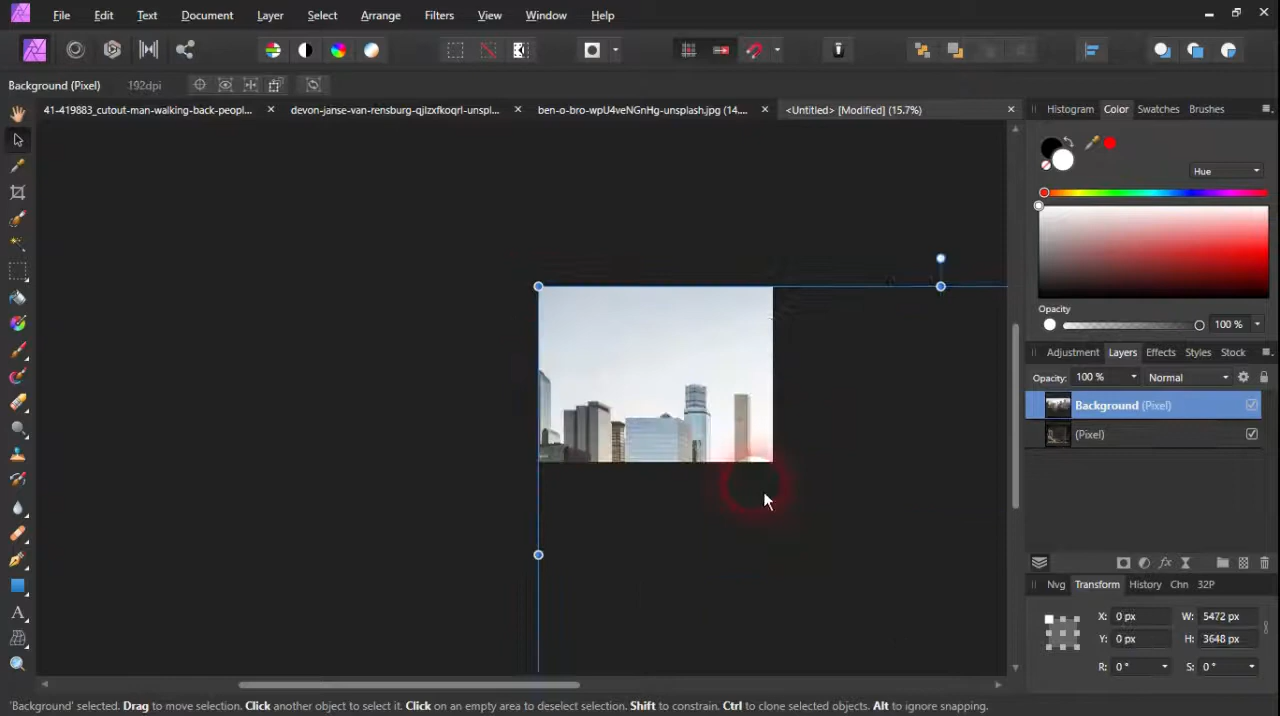 File Edit Text Document Layer Select Arrange Filters View Window Help
Background (Pixel) 192dpi
41-419883_cutout-man-walking-back-peopl... devon-janse-van-rensburg-qjIzxfkoqrI-unspl... ben-o-bro-wpU4veNGnHg-unsplash.jpg (14.... <Untitled> [Modified] (15.7%)
Histogram Color Swatches Brushes
Hue
Opacity
100 %
Adjustment Layers Effects Styles Stock
Opacity: 100 % Normal
Background (Pixel)
(Pixel)
fx
Nvg Transform History Chn 32P
X: 0 px W: 5472 px
Y: 0 px H: 3648 px
R: 0 ° S: 0 °
A
'Background' selected. Drag to move selection. Click another object to select it. Click on an empty area to deselect selection. Shift to constrain. Ctrl to clone selected objects. Alt to ignore snapping.